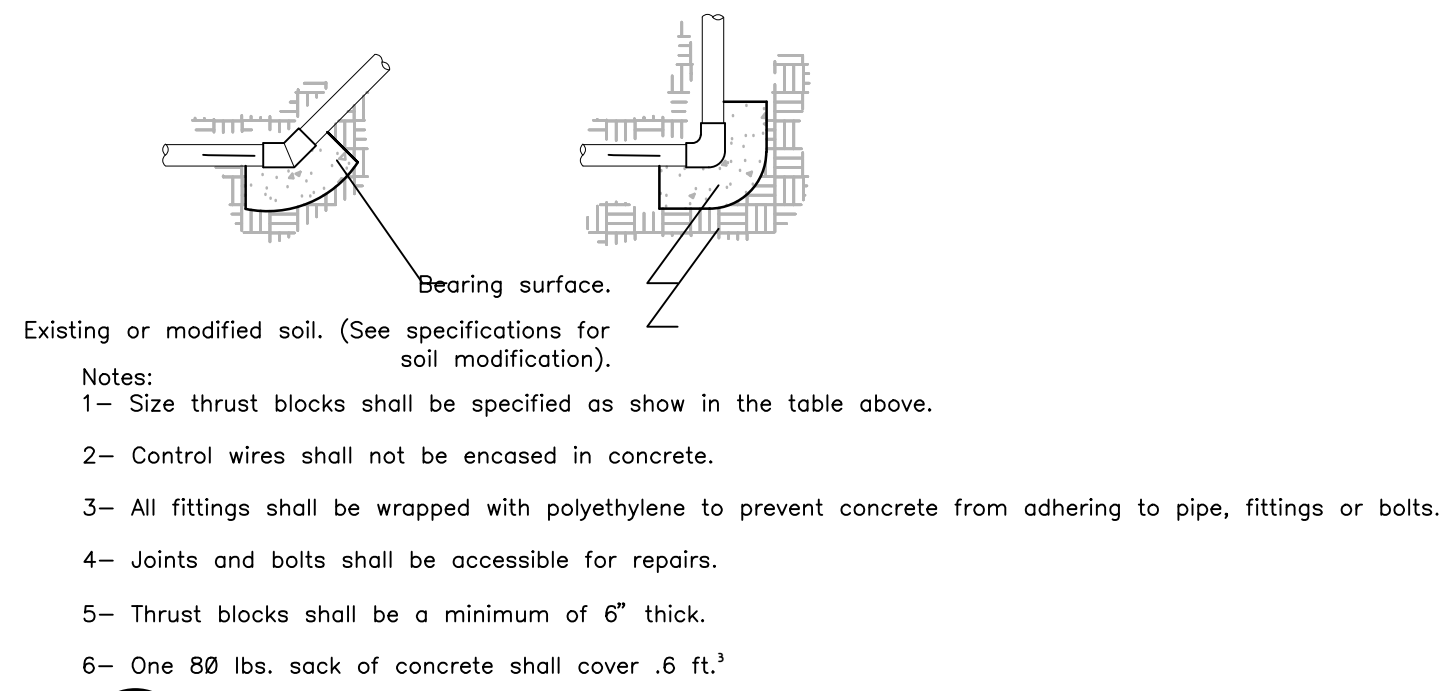 Bearing surface.
Existing or modified soil. (See specifications for
soil modification).
Notes:
1– Size thrust blocks shall be specified as show in the table above.
2– Control wires shall not be encased in concrete.
3– All fittings shall be wrapped with polyethylene to prevent concrete from adhering to pipe, fittings or bolts.
4– Joints and bolts shall be accessible for repairs.
5– Thrust blocks shall be a minimum of 6” thick.
6– One 80 lbs. sack of concrete shall cover .6 ft.³